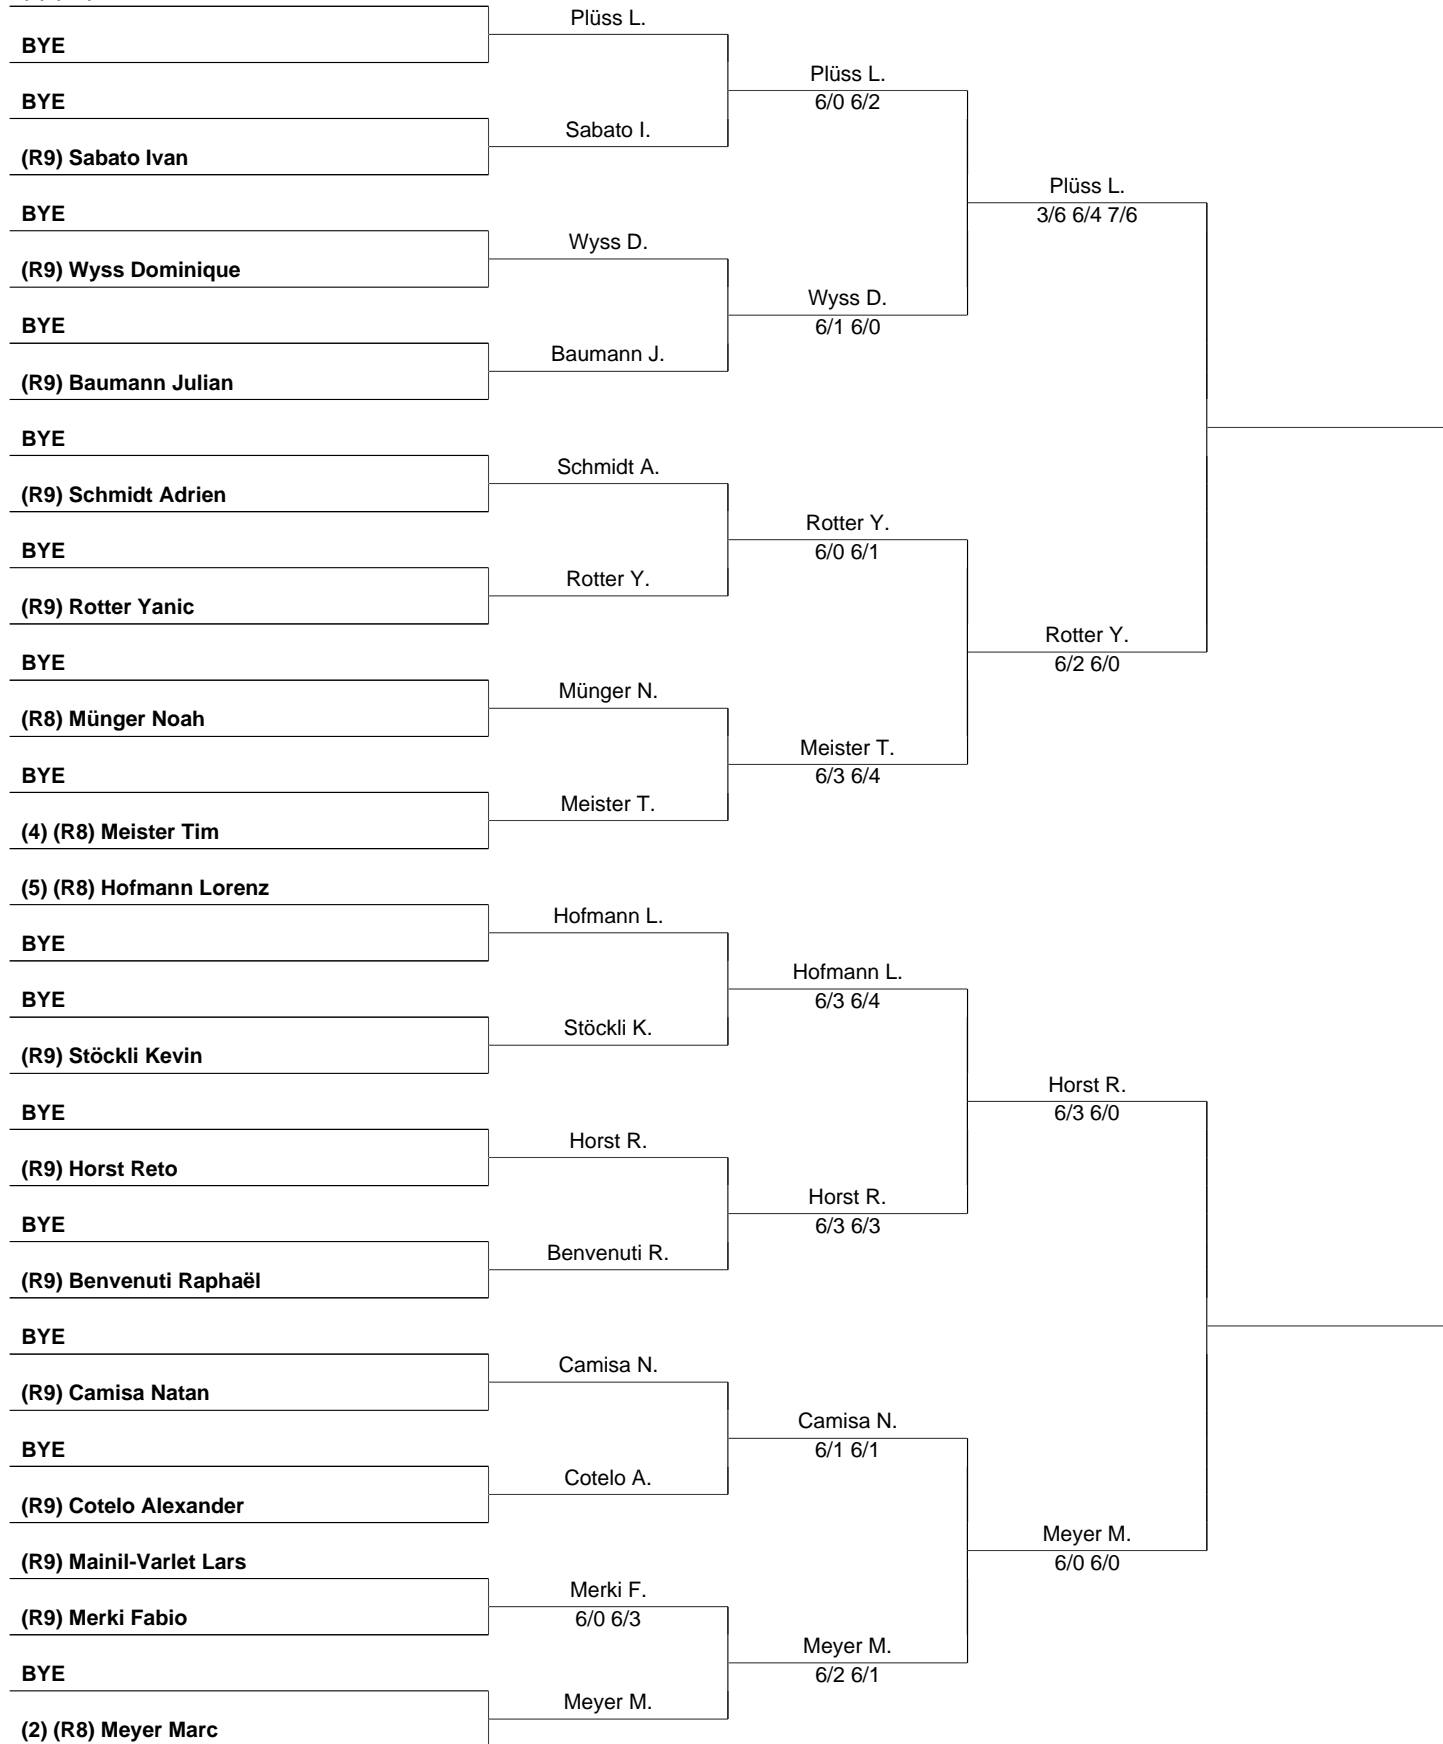 BYE
BYE
(R9) Sabato Ivan
BYE
(R9) Wyss Dominique
BYE
(R9) Baumann Julian
BYE
(R9) Schmidt Adrien
BYE
(R9) Rotter Yanic
BYE
(R8) Münger Noah
BYE
(4) (R8) Meister Tim
(5) (R8) Hofmann Lorenz
BYE
BYE
(R9) Stöckli Kevin
BYE
(R9) Horst Reto
BYE
(R9) Benvenuti Raphaël
BYE
(R9) Camisa Natan
BYE
(R9) Cotelo Alexander
(R9) Mainil-Varlet Lars
(R9) Merki Fabio
BYE
(2) (R8) Meyer Marc
Plüss L.
Sabato I.
Wyss D.
Baumann J.
Schmidt A.
Rotter Y.
Münger N.
Meister T.
Hofmann L.
Stöckli K.
Horst R.
Benvenuti R.
Camisa N.
Cotelo A.
Merki F.
6/0 6/3
Meyer M.
Plüss L.
6/0 6/2
Wyss D.
6/1 6/0
Rotter Y.
6/0 6/1
Meister T.
6/3 6/4
Hofmann L.
6/3 6/4
Horst R.
6/3 6/3
Camisa N.
6/1 6/1
Meyer M.
6/2 6/1
Plüss L.
3/6 6/4 7/6
Rotter Y.
6/2 6/0
Horst R.
6/3 6/0
Meyer M.
6/0 6/0